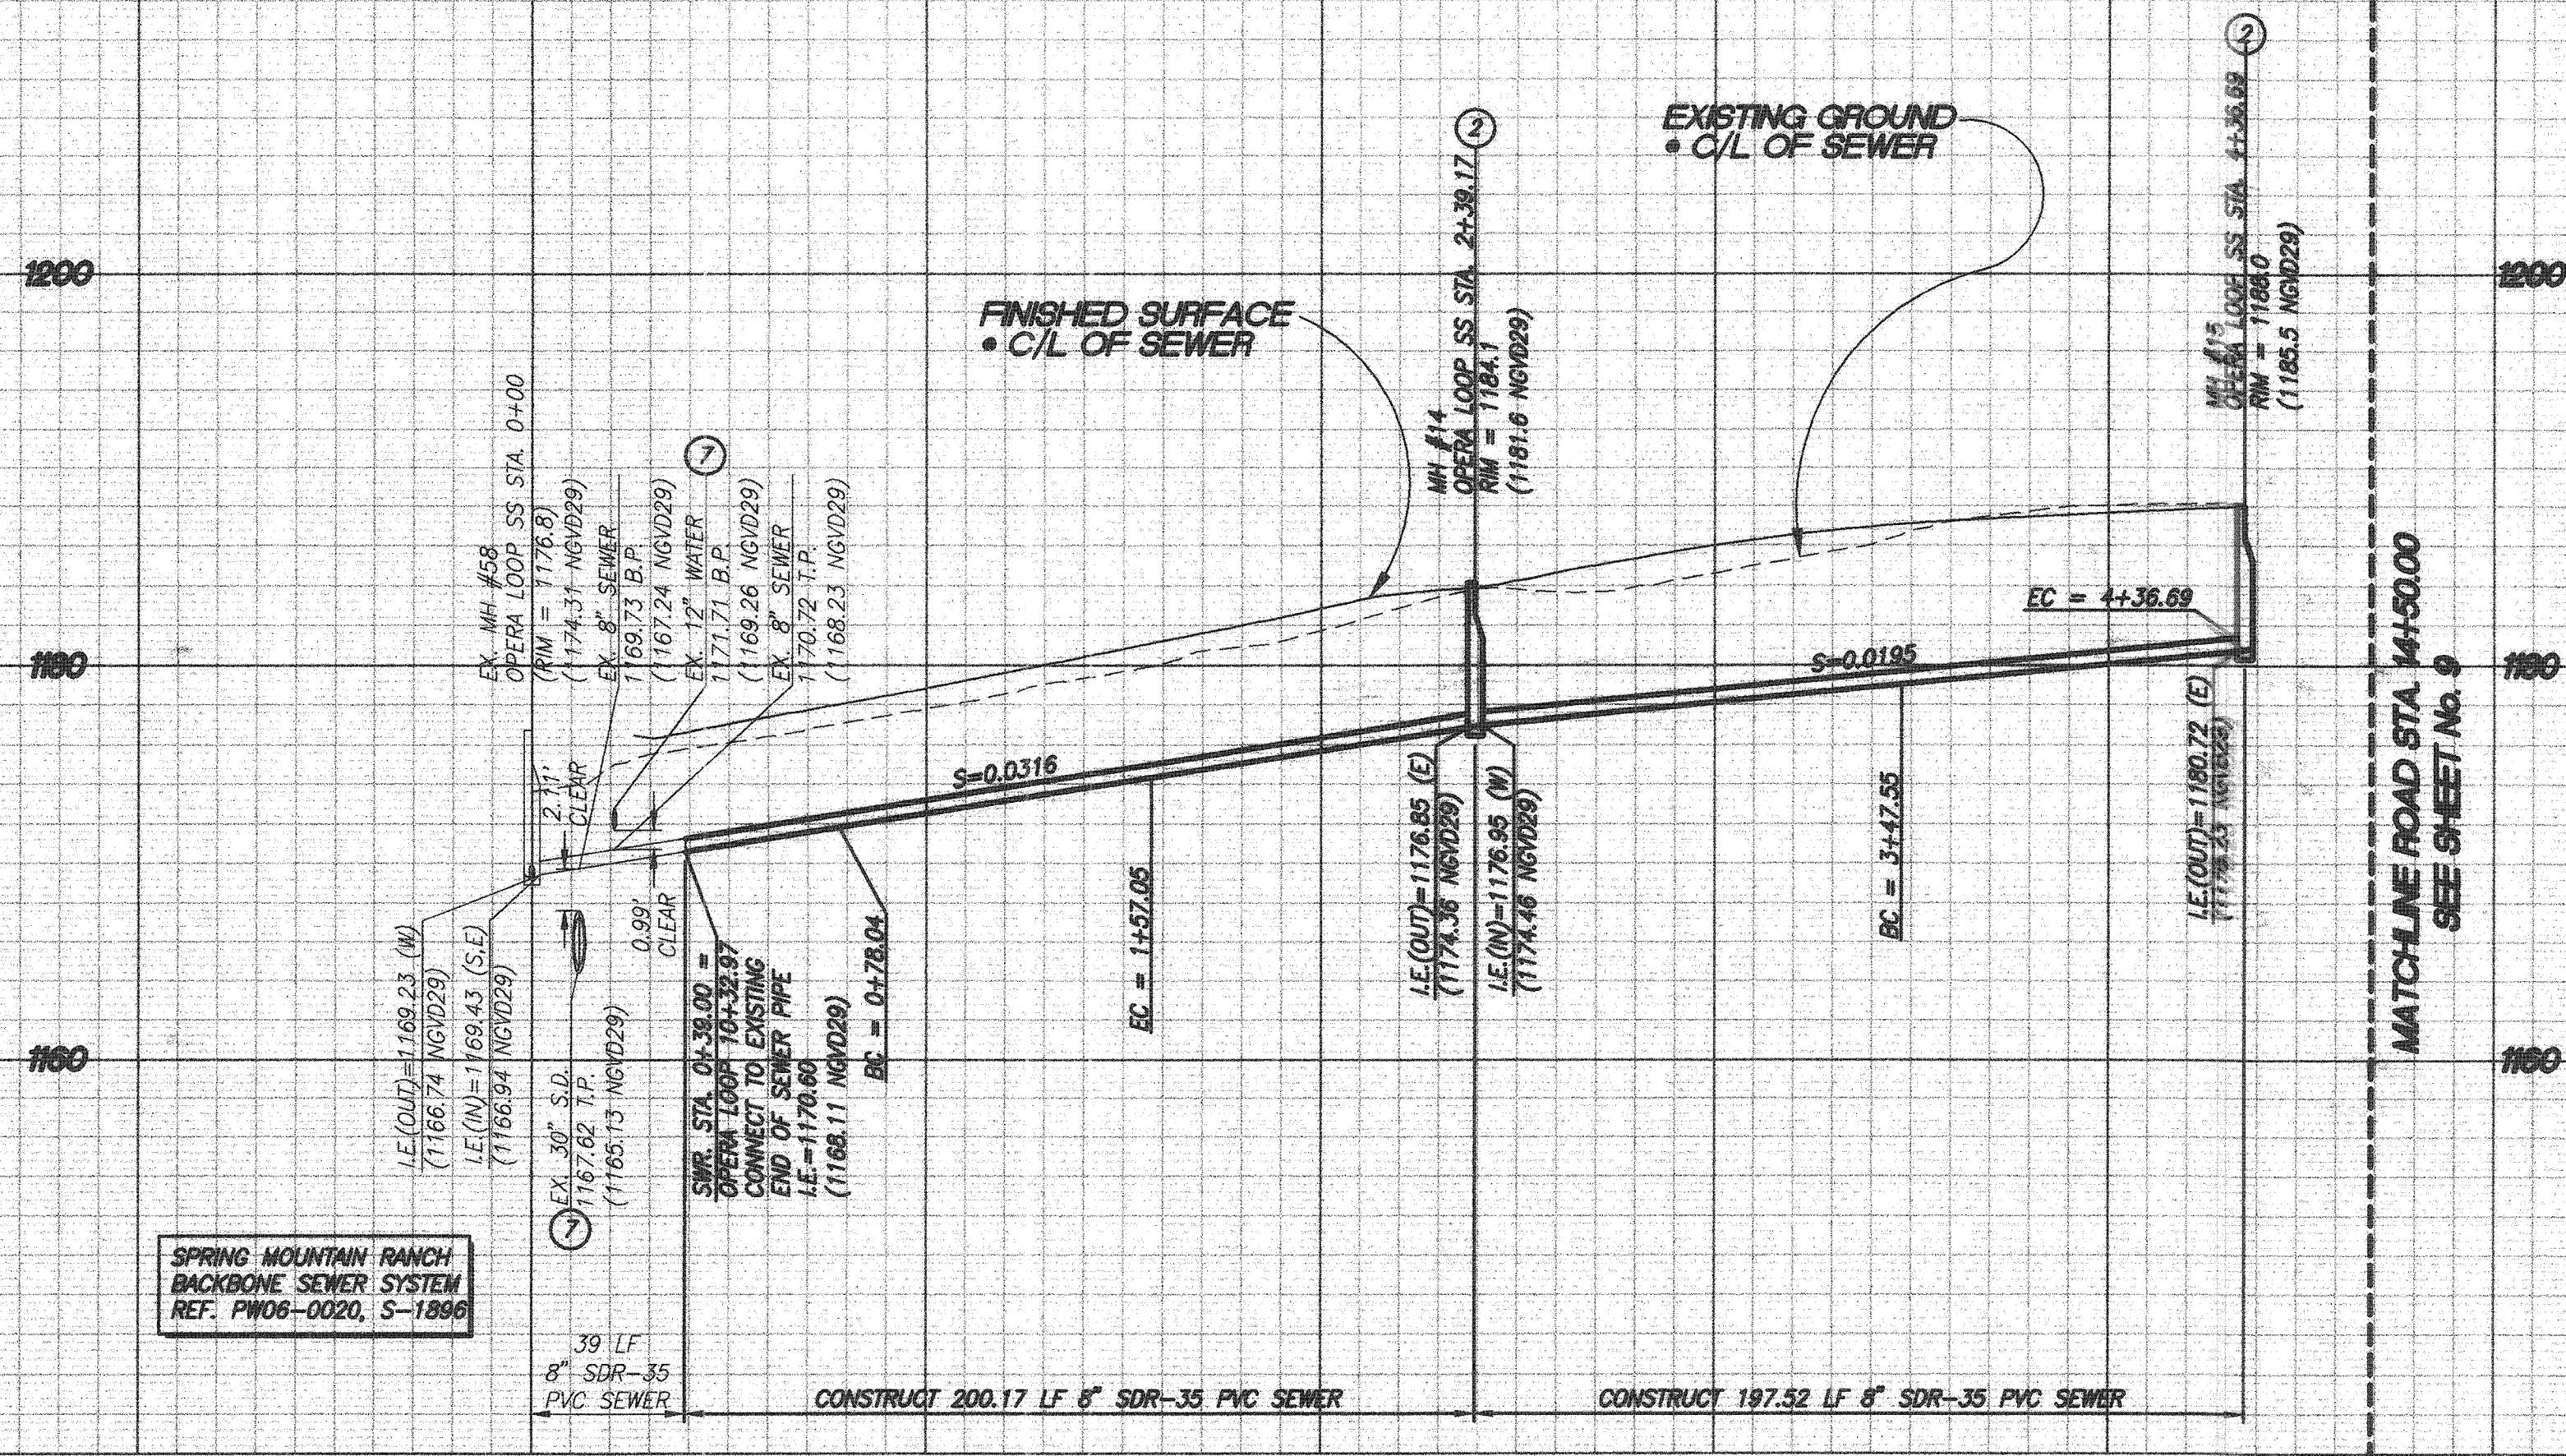 1200
1180
1160
1200
1180
1160
EX. MH #58
OPERA LOOP SS STA. 0+00
(RIM = 1176.8)
(1174.31 NGVD29)
EX. 8" SEWER
1169.73 B.P.
(1167.24 NGVD29)
7
EX. 12" WATER
1171.71 B.P.
(1169.26 NGVD29)
EX. 8" SEWER
1170.72 T.P.
(1168.23 NGVD29)
2.11'
CLEAR
0.99'
CLEAR
FINISHED SURFACE
• C/L OF SEWER
2
MH #14
OPERA LOOP SS STA. 2+39.17
RIM = 1184.1
(1181.6 NGVD29)
EXISTING GROUND
• C/L OF SEWER
2
MH #15
OPERA LOOP SS STA. 4+36.69
RIM = 1188.0
(1185.5 NGVD29)
MATCHLINE ROAD STA. 14+50.00
SEE SHEET No. 9
I.E.(OUT)=1169.23 (W)
(1166.74 NGVD29)
I.E.(IN)=1169.43 (S,E)
(1166.94 NGVD29)
EX. 30" S.D.
1167.62 T.P.
(1165.13 NGVD29)
7
SWR. STA. 0+39.00 =
OPERA LOOP 10+32.97
CONNECT TO EXISTING
END OF SEWER PIPE
I.E.=1170.60
(1168.11 NGVD29)
BC = 0+78.04
S=0.0316
EC = 1+57.05
I.E.(OUT)=1176.85 (E)
(1174.36 NGVD29)
I.E.(IN)=1176.95 (W)
(1174.46 NGVD29)
S=0.0195
BC = 3+47.55
EC = 4+36.69
I.E.(OUT)=1180.72 (E)
(1178.23 NGVD29)
SPRING MOUNTAIN RANCH
BACKBONE SEWER SYSTEM
REF. PW06-0020, S-1896
39 LF
8" SDR-35
PVC SEWER
CONSTRUCT 200.17 LF 8" SDR-35 PVC SEWER
CONSTRUCT 197.52 LF 8" SDR-35 PVC SEWER